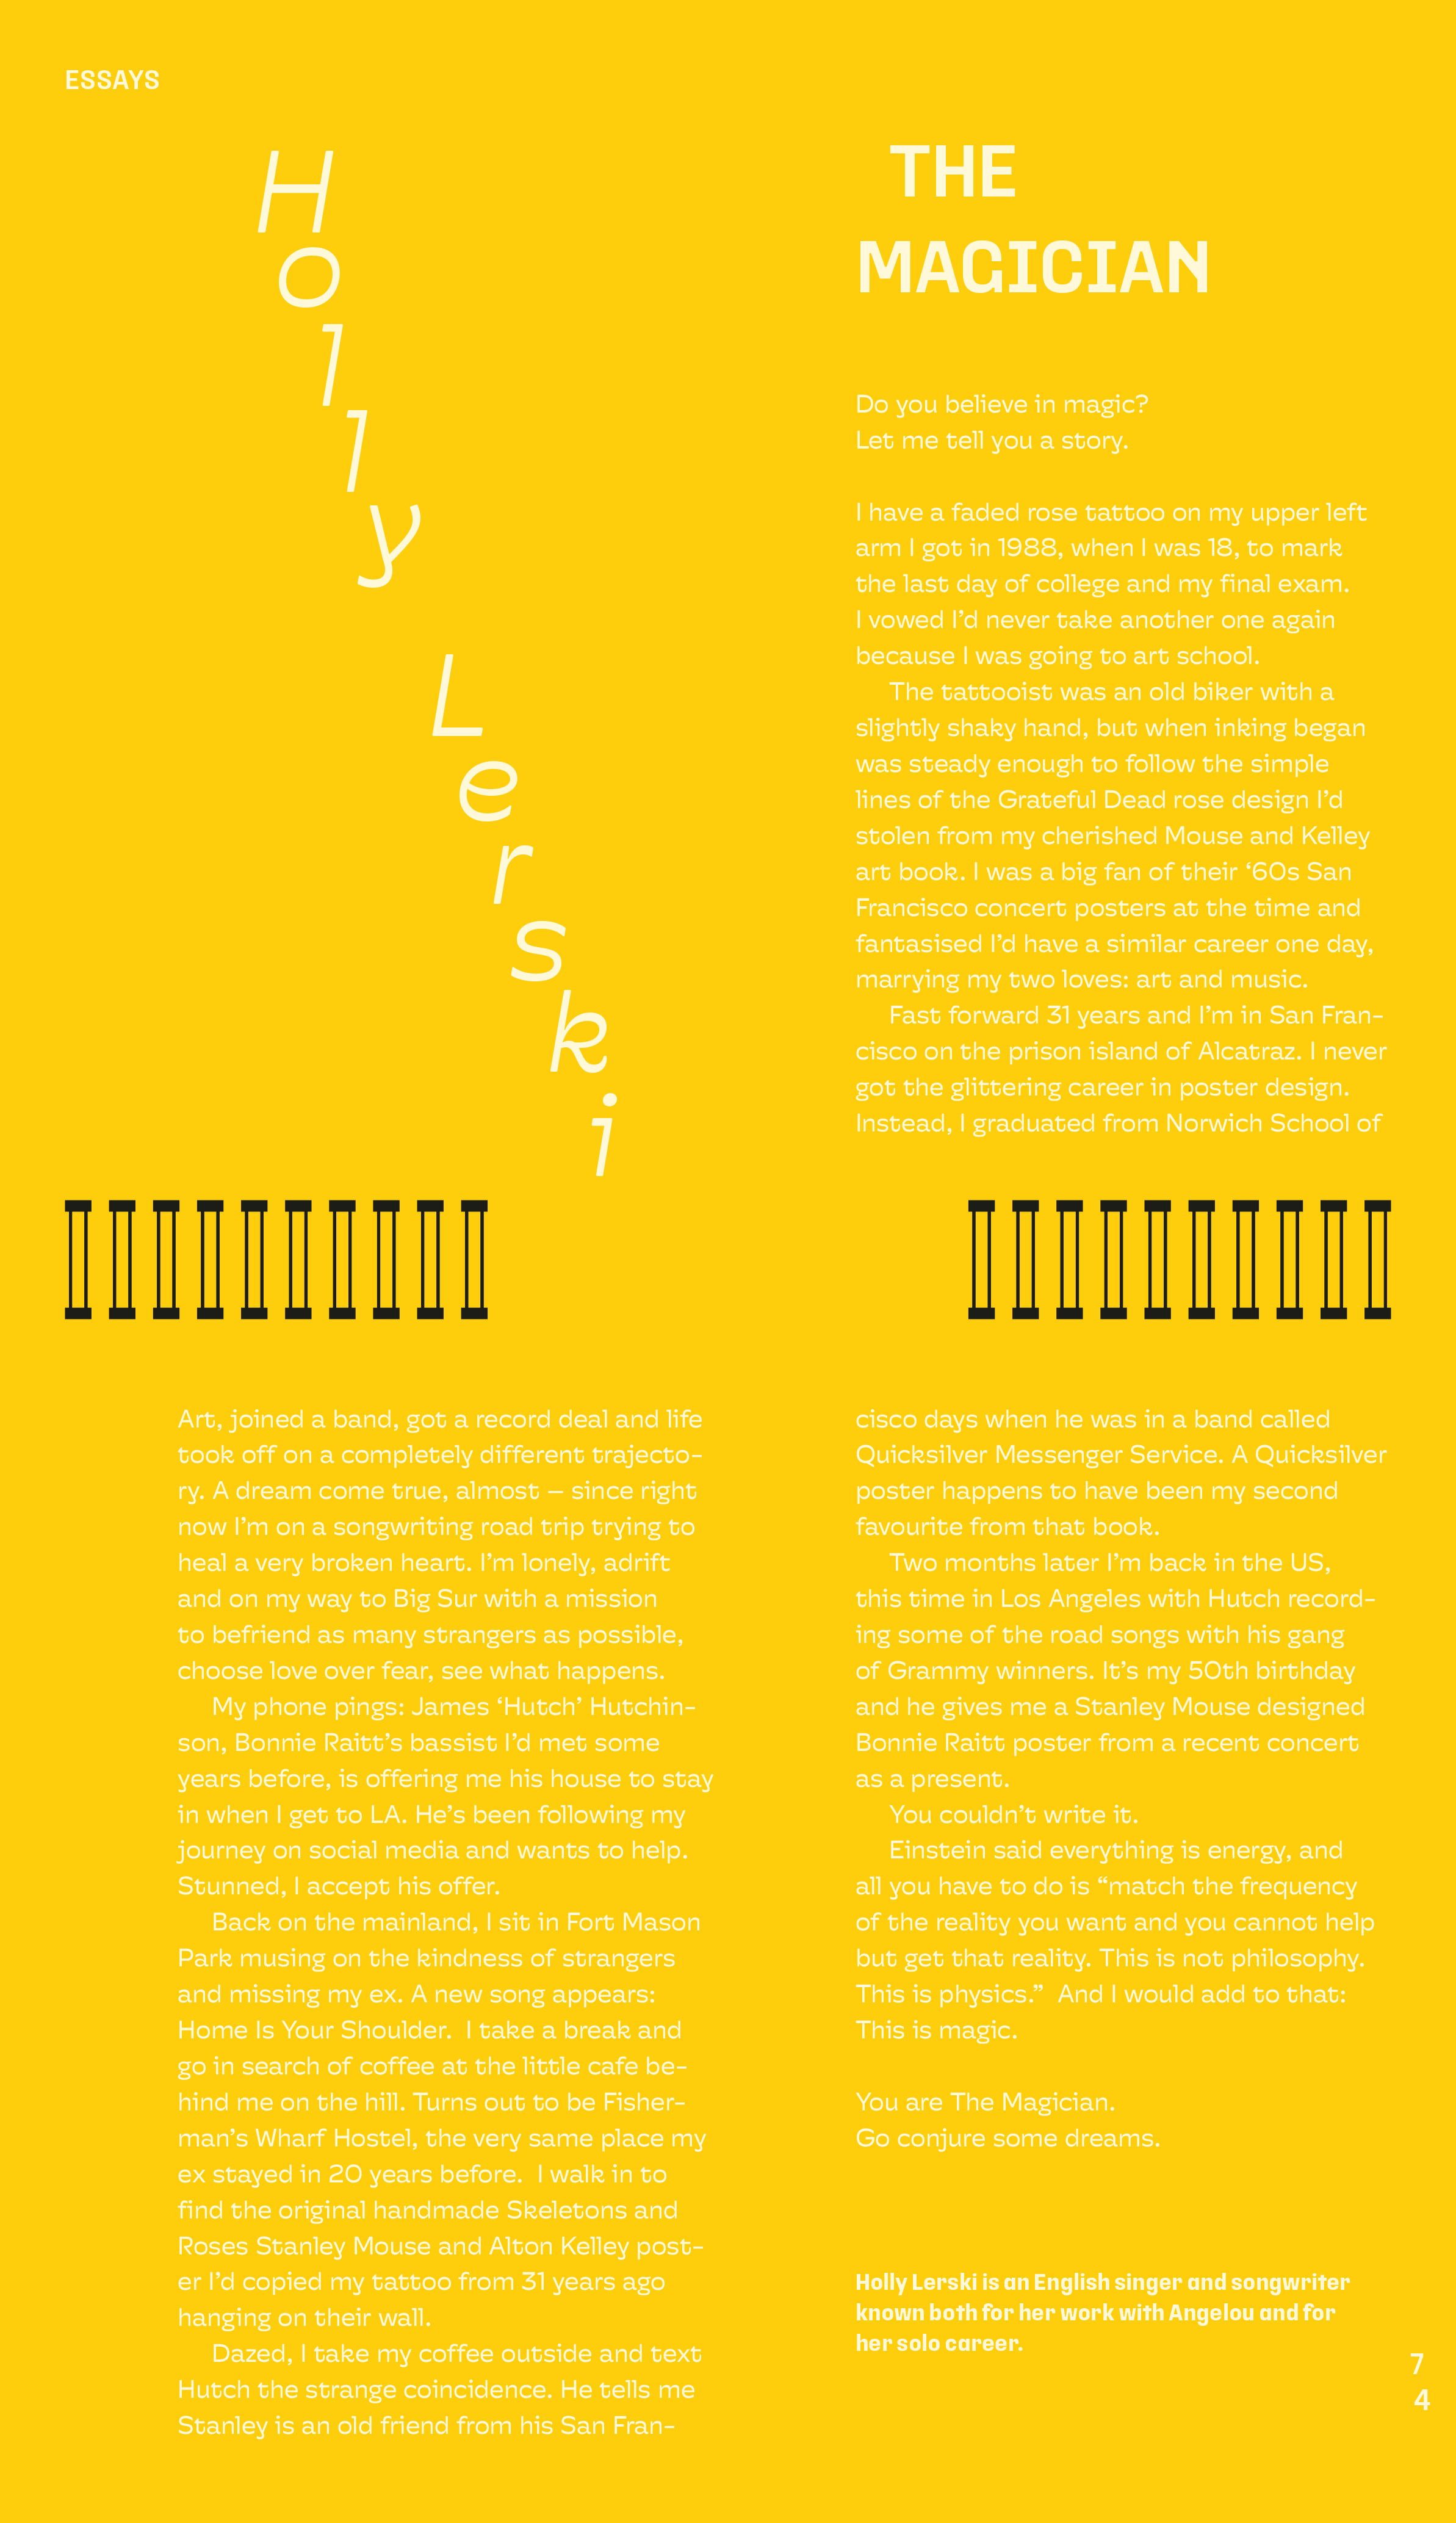 ESSAYS
Holly Lerski
THE
MAGICIAN
Do you believe in magic?
Let me tell you a story.
I have a faded rose tattoo on my upper left
arm I got in 1988, when I was 18, to mark
the last day of college and my final exam.
I vowed I’d never take another one again
because I was going to art school.
The tattooist was an old biker with a
slightly shaky hand, but when inking began
was steady enough to follow the simple
lines of the Grateful Dead rose design I’d
stolen from my cherished Mouse and Kelley
art book. I was a big fan of their ‘60s San
Francisco concert posters at the time and
fantasised I’d have a similar career one day,
marrying my two loves: art and music.
Fast forward 31 years and I’m in San Fran-
cisco on the prison island of Alcatraz. I never
got the glittering career in poster design.
Instead, I graduated from Norwich School of
Art, joined a band, got a record deal and life
took off on a completely different trajecto-
ry. A dream come true, almost – since right
now I’m on a songwriting road trip trying to
heal a very broken heart. I’m lonely, adrift
and on my way to Big Sur with a mission
to befriend as many strangers as possible,
choose love over fear, see what happens.
My phone pings: James ‘Hutch’ Hutchin-
son, Bonnie Raitt’s bassist I’d met some
years before, is offering me his house to stay
in when I get to LA. He’s been following my
journey on social media and wants to help.
Stunned, I accept his offer.
Back on the mainland, I sit in Fort Mason
Park musing on the kindness of strangers
and missing my ex. A new song appears:
Home Is Your Shoulder.  I take a break and
go in search of coffee at the little cafe be-
hind me on the hill. Turns out to be Fisher-
man’s Wharf Hostel, the very same place my
ex stayed in 20 years before.  I walk in to
find the original handmade Skeletons and
Roses Stanley Mouse and Alton Kelley post-
er I’d copied my tattoo from 31 years ago
hanging on their wall.
Dazed, I take my coffee outside and text
Hutch the strange coincidence. He tells me
Stanley is an old friend from his San Fran-
cisco days when he was in a band called
Quicksilver Messenger Service. A Quicksilver
poster happens to have been my second
favourite from that book.
Two months later I’m back in the US,
this time in Los Angeles with Hutch record-
ing some of the road songs with his gang
of Grammy winners. It’s my 50th birthday
and he gives me a Stanley Mouse designed
Bonnie Raitt poster from a recent concert
as a present.
You couldn’t write it.
Einstein said everything is energy, and
all you have to do is “match the frequency
of the reality you want and you cannot help
but get that reality. This is not philosophy.
This is physics.”  And I would add to that:
This is magic.
You are The Magician.
Go conjure some dreams.
Holly Lerski is an English singer and songwriter
known both for her work with Angelou and for
her solo career.
7
4